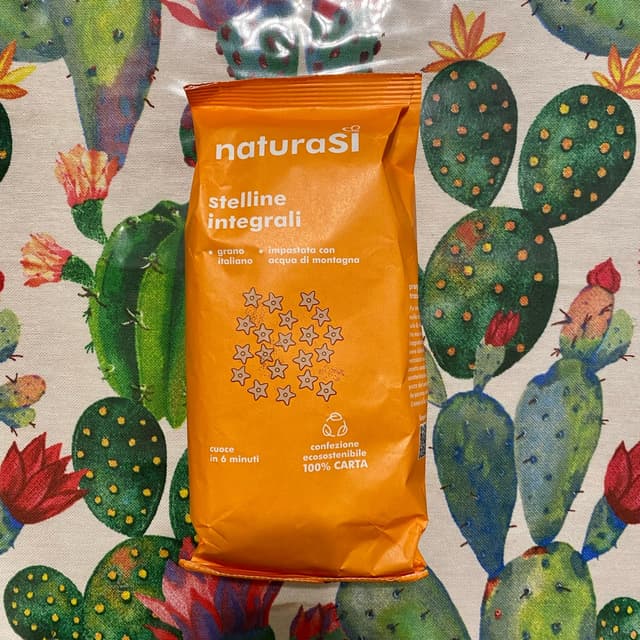 naturasì
stelline
integrali
• grano
italiano
• impastata con
acqua di montagna
cuoce
in 6 minuti
confezione
ecosostenibile
100% CARTA